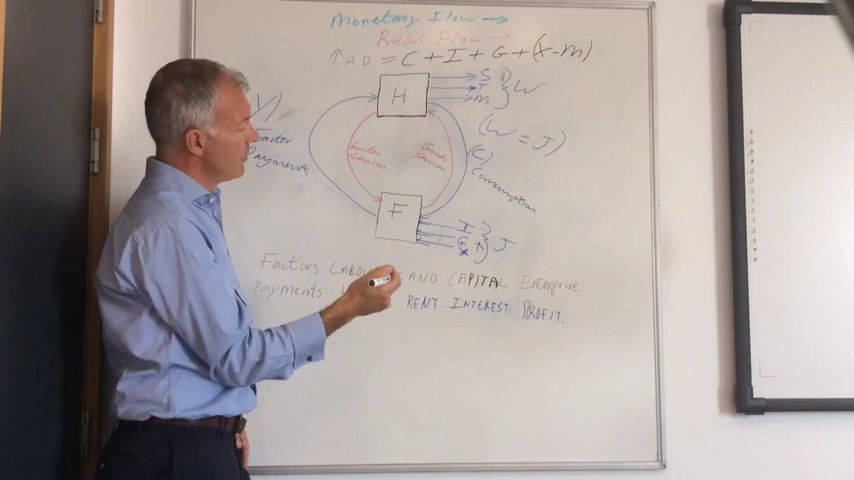 Monetary Flow →
Real Flow →
↑AD = C + I + G + (X-M)
H
S
T
M
} W
(W = J)
Y)
Factor
Payments
Factor
Services
Goods
Services
(C)
Consumption
F
I
G
X
} J
Factors LABOU AND CAPITAL Enterprise
Payments RENT INTEREST PROFIT.